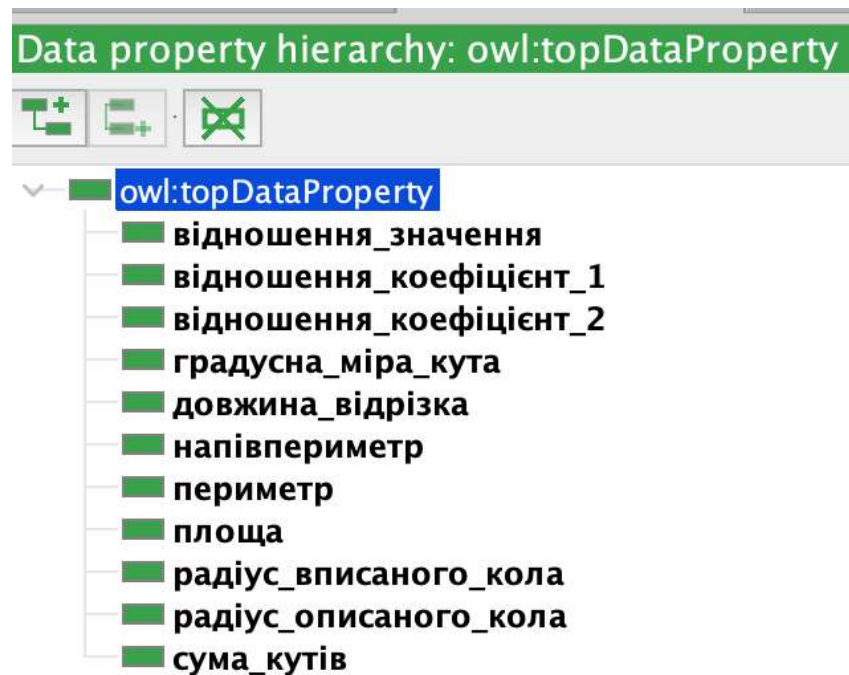 Data property hierarchy: owl:topDataProperty
owl:topDataProperty
відношення_значення
відношення_коефіцієнт_1
відношення_коефіцієнт_2
градусна_міра_кута
довжина_відрізка
напівпериметр
периметр
площа
радіус_вписаного_кола
радіус_описаного_кола
сума_кутів